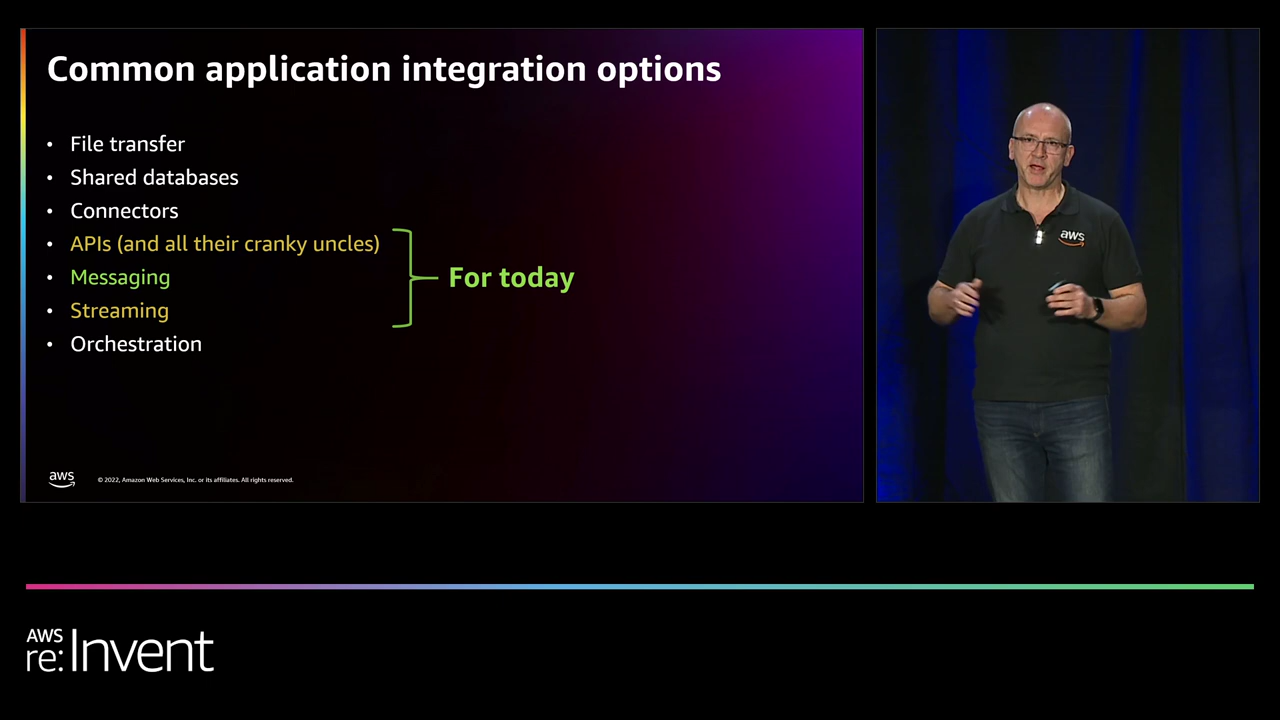 Common application integration options
• File transfer
• Shared databases
• Connectors
• APIs (and all their cranky uncles)
• Messaging
• Streaming
• Orchestration
For today
aws
© 2022, Amazon Web Services, Inc. or its affiliates. All rights reserved.
aws
AWS
re:Invent